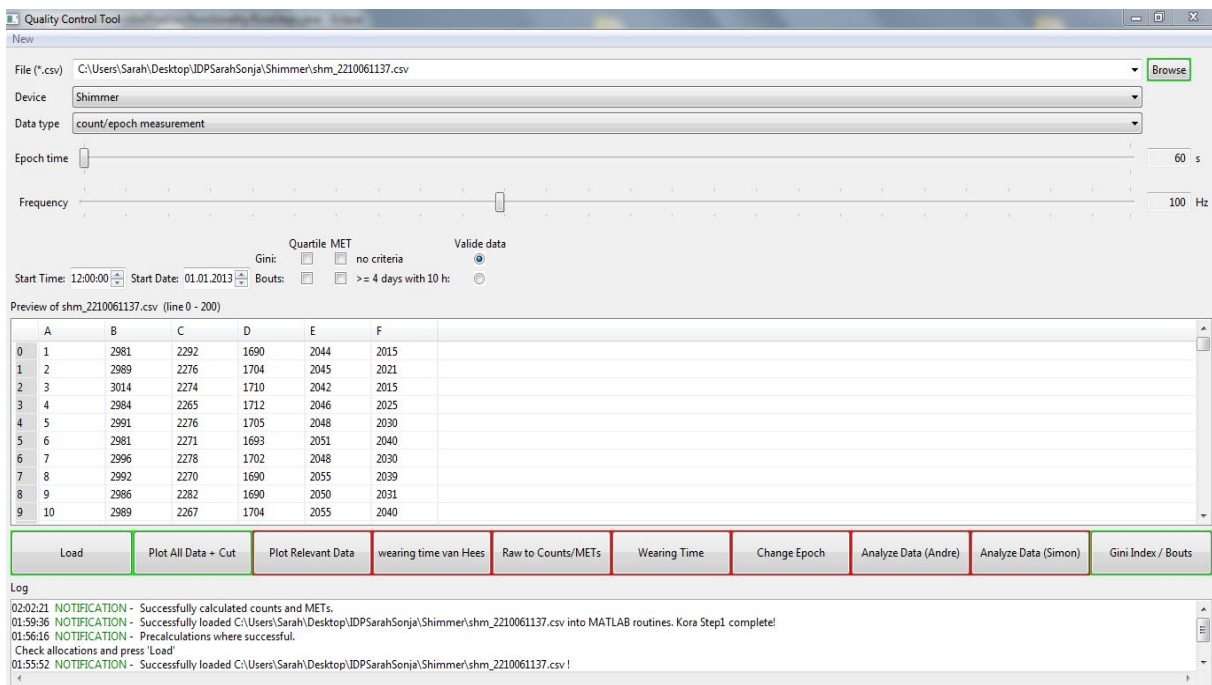 Quality Control Tool
New
File (*.csv) C:\Users\Sarah\Desktop\IDPSarahSonja\Shimmer\shm_2210061137.csv Browse
Device Shimmer
Data type count/epoch measurement
Epoch time 60 s
Frequency 100 Hz
Quartile MET Valide data
Gini: no criteria
Start Time: 12:00:00 Start Date: 01.01.2013 Bouts: >= 4 days with 10 h:
Preview of shm_2210061137.csv (line 0 - 200)
A B C D E F
0 1 2981 2292 1690 2044 2015
1 2 2989 2276 1704 2045 2021
2 3 3014 2274 1710 2042 2015
3 4 2984 2265 1712 2046 2025
4 5 2991 2276 1705 2048 2030
5 6 2981 2271 1693 2051 2040
6 7 2996 2278 1702 2048 2030
7 8 2992 2270 1690 2055 2039
8 9 2986 2282 1690 2050 2031
9 10 2989 2267 1704 2055 2040
Load Plot All Data + Cut Plot Relevant Data wearing time van Hees Raw to Counts/METs Wearing Time Change Epoch Analyze Data (Andre) Analyze Data (Simon) Gini Index / Bouts
Log
02:02:21 NOTIFICATION - Successfully calculated counts and METs.
01:59:36 NOTIFICATION - Successfully loaded C:\Users\Sarah\Desktop\IDPSarahSonja\Shimmer\shm_2210061137.csv into MATLAB routines. Kora Step1 complete!
01:56:16 NOTIFICATION - Precalculations where successful.
Check allocations and press 'Load'
01:55:52 NOTIFICATION - Successfully loaded C:\Users\Sarah\Desktop\IDPSarahSonja\Shimmer\shm_2210061137.csv !